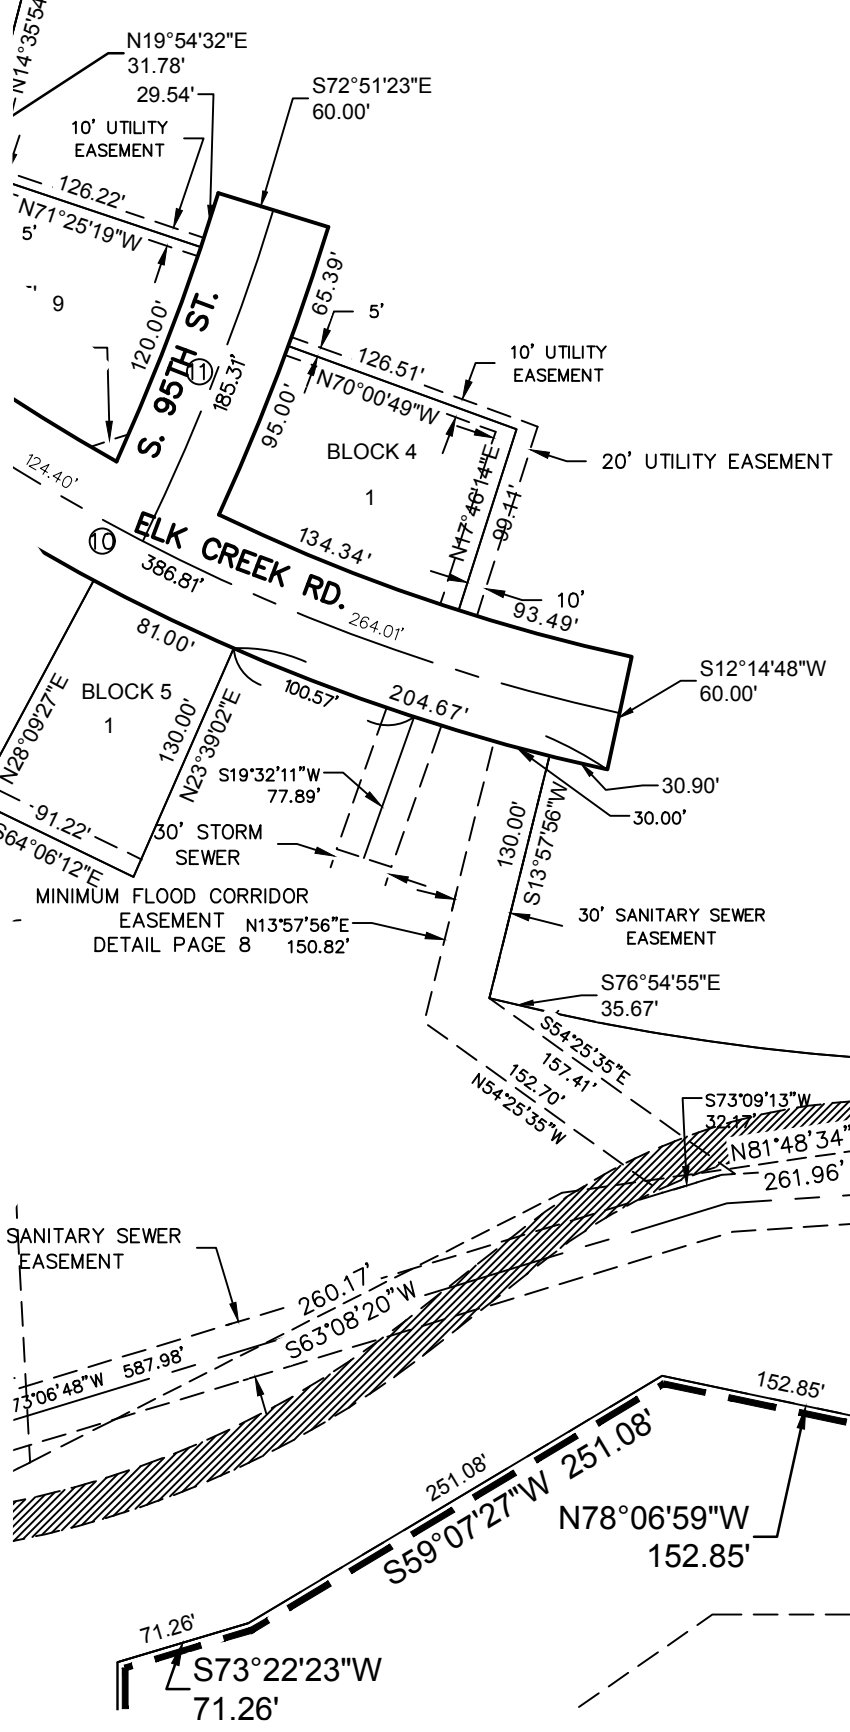 N14°35'54
N19°54'32"E
31.78'
29.54'
S72°51'23"E
60.00'
10' UTILITY
EASEMENT
126.22'
N71°25'19"W
5'
9
120.00'
S. 95TH ST.
11
185.31'
65.39'
5'
126.51'
N70°00'49"W
10' UTILITY
EASEMENT
95.00'
BLOCK 4
1
N17°46'14"E
99.11'
20' UTILITY EASEMENT
124.40'
10
ELK CREEK RD.
386.81'
134.34'
264.01'
10'
93.49'
81.00'
S12°14'48"W
60.00'
BLOCK 5
1
N28°09'27"E
130.00'
N23°39'02"E
100.57'
204.67'
S19°32'11"W
77.89'
30.90'
30.00'
91.22'
S64°06'12"E
30' STORM
SEWER
130.00'
S13°57'56"W
MINIMUM FLOOD CORRIDOR
EASEMENT
DETAIL PAGE 8
N13°57'56"E
150.82'
30' SANITARY SEWER
EASEMENT
S76°54'55"E
35.67'
S54°25'35"E
157.41'
152.70'
N54°25'35"W
S73°09'13"W
32.17'
N81°48'34"
261.96'
SANITARY SEWER
EASEMENT
260.17'
S63°08'20"W
73°06'48"W 587.98'
152.85'
251.08'
S59°07'27"W 251.08'
N78°06'59"W
152.85'
71.26'
S73°22'23"W
71.26'